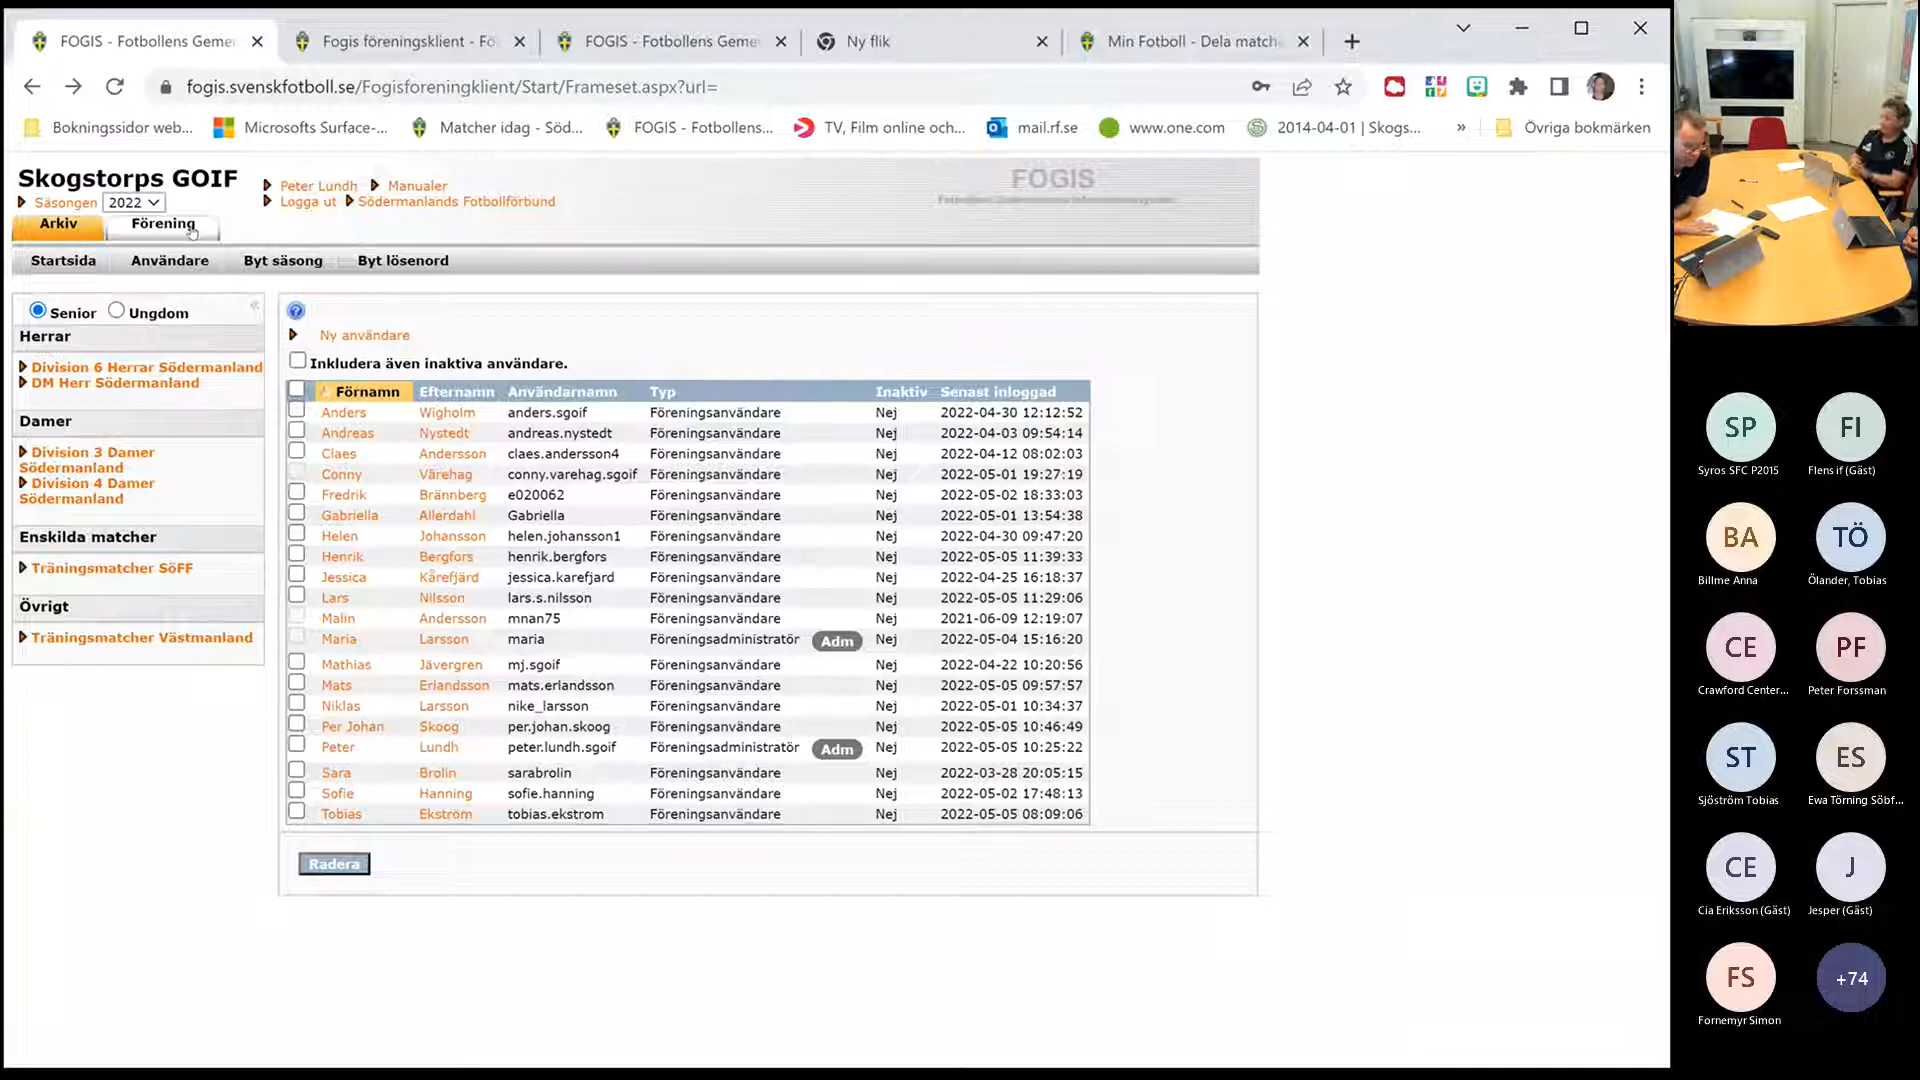 FOGIS - Fotbollens Geme
Fogis föreningsklient - Fö
FOGIS - Fotbollens Geme
Ny flik
Min Fotboll - Dela match
fogis.svenskfotboll.se/Fogisforeningklient/Start/Frameset.aspx?url=
Bokningssidor web...
Microsofts Surface-...
Matcher idag - Söd...
FOGIS - Fotbollens...
TV, Film online och...
mail.rf.se
www.one.com
2014-04-01 | Skogs...
»
Övriga bokmärken
Skogstorps GOIF
Peter Lundh
Manualer
FOGIS
Säsongen 2022
Logga ut
Södermanlands Fotbollförbund
Arkiv
Förening
Startsida
Användare
Byt säsong
Byt lösenord
Senior
Ungdom
Herrar
Division 6 Herrar Södermanland
DM Herr Södermanland
Damer
Division 3 Damer
Södermanland
Division 4 Damer
Södermanland
Enskilda matcher
Träningsmatcher SöFF
Övrigt
Träningsmatcher Västmanland
Ny användare
Inkludera även inaktiva användare.
Förnamn Efternamn Användarnamn Typ Inaktiv Senast inloggad
Anders Wigholm anders.sgoif Föreningsanvändare Nej 2022-04-30 12:12:52
Andreas Nystedt andreas.nystedt Föreningsanvändare Nej 2022-04-03 09:54:14
Claes Andersson claes.andersson4 Föreningsanvändare Nej 2022-04-12 08:02:03
Conny Vårehag conny.varehag.sgoif Föreningsanvändare Nej 2022-05-01 19:27:19
Fredrik Brännberg e020062 Föreningsanvändare Nej 2022-05-02 18:33:03
Gabriella Allerdahl Gabriella Föreningsanvändare Nej 2022-05-01 13:54:38
Helen Johansson helen.johansson1 Föreningsanvändare Nej 2022-04-30 09:47:20
Henrik Bergfors henrik.bergfors Föreningsanvändare Nej 2022-05-05 11:39:33
Jessica Kårefjärd jessica.karefjard Föreningsanvändare Nej 2022-04-25 16:18:37
Lars Nilsson lars.s.nilsson Föreningsanvändare Nej 2022-05-05 11:29:06
Malin Andersson mnan75 Föreningsanvändare Nej 2021-06-09 12:19:07
Maria Larsson maria Föreningsadministratör Adm Nej 2022-05-04 15:16:20
Mathias Jävergren mj.sgoif Föreningsanvändare Nej 2022-04-22 10:20:56
Mats Erlandsson mats.erlandsson Föreningsanvändare Nej 2022-05-05 09:57:57
Niklas Larsson nike_larsson Föreningsanvändare Nej 2022-05-01 10:34:37
Per Johan Skoog per.johan.skoog Föreningsanvändare Nej 2022-05-05 10:46:49
Peter Lundh peter.lundh.sgoif Föreningsadministratör Adm Nej 2022-05-05 10:25:22
Sara Brolin sarabrolin Föreningsanvändare Nej 2022-03-28 20:05:15
Sofie Hanning sofie.hanning Föreningsanvändare Nej 2022-05-02 17:48:13
Tobias Ekström tobias.ekstrom Föreningsanvändare Nej 2022-05-05 08:09:06
Radera
SP
FI
Syros SFC P2015
Flens if (Gäst)
BA
TÖ
Billme Anna
Ölander, Tobias
CE
PF
Crawford Center...
Peter Forssman
ST
ES
Sjöström Tobias
Ewa Törning Söbf...
CE
J
Cia Eriksson (Gäst)
Jesper (Gäst)
FS
+74
Fornemyr Simon